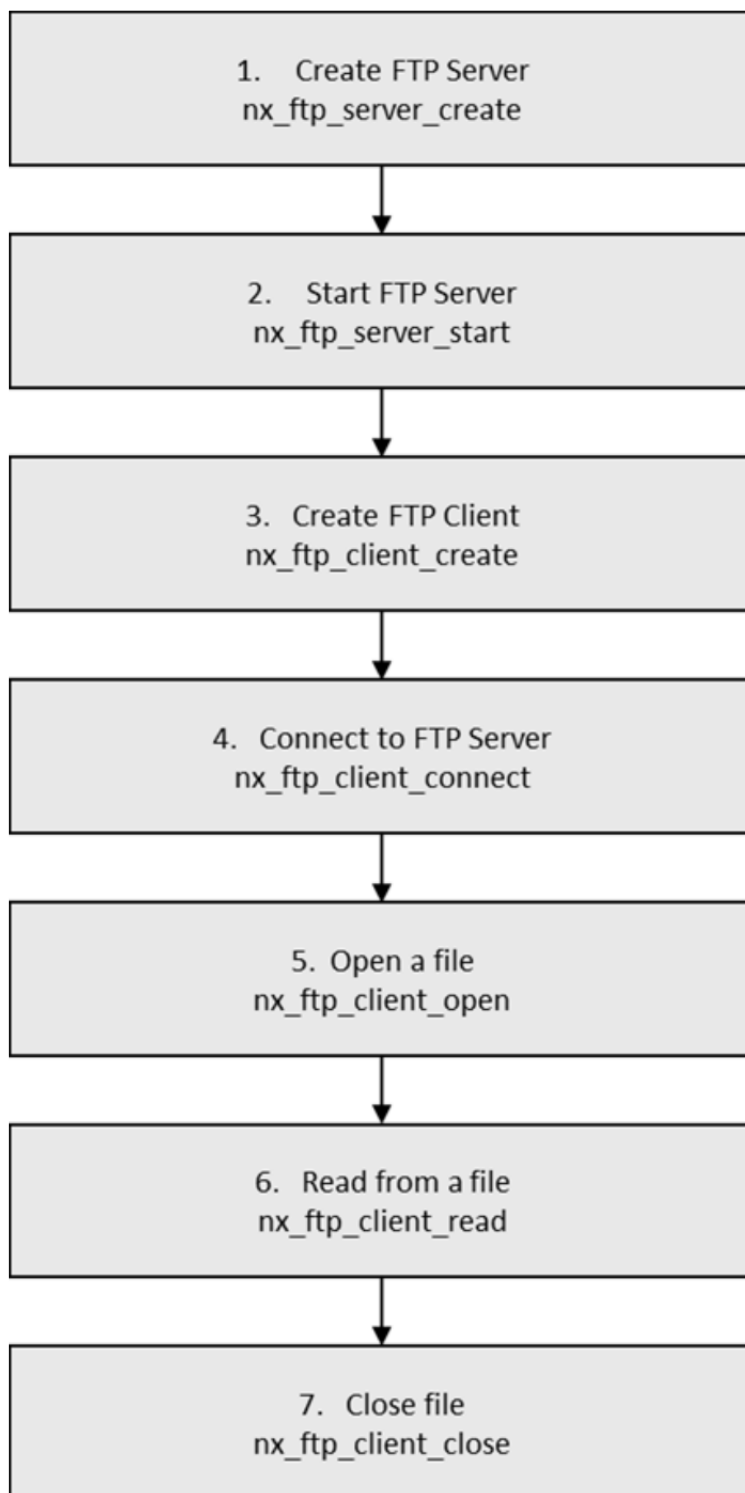 1. Create FTP Server
nx_ftp_server_create
2. Start FTP Server
nx_ftp_server_start
3. Create FTP Client
nx_ftp_client_create
4. Connect to FTP Server
nx_ftp_client_connect
5. Open a file
nx_ftp_client_open
6. Read from a file
nx_ftp_client_read
7. Close file
nx_ftp_client_close